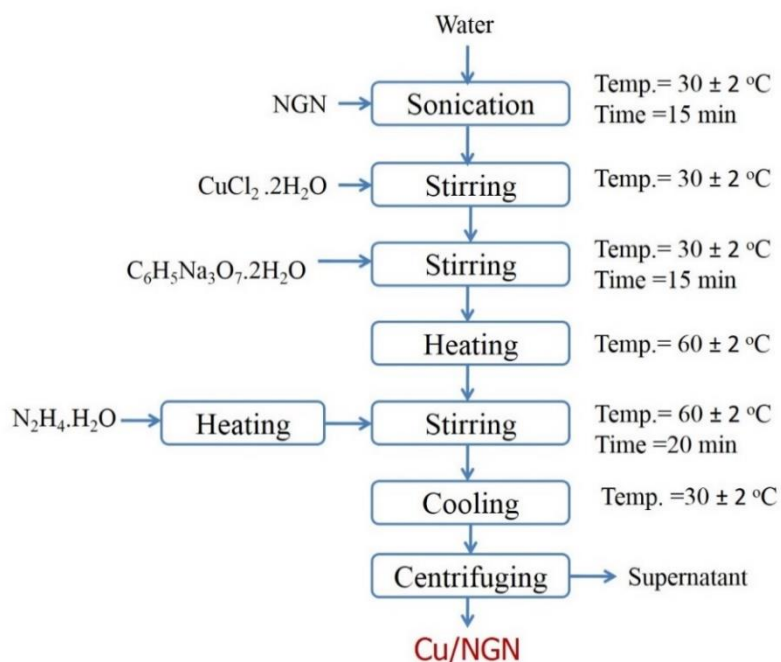 Water
NGN
Sonication
Temp.= 30 ± 2 °C
Time =15 min
CuCl₂ .2H₂O
Stirring
Temp.= 30 ± 2 °C
C₆H₅Na₃O₇.2H₂O
Stirring
Temp.= 30 ± 2 °C
Time =15 min
Heating
Temp.= 60 ± 2 °C
N₂H₄.H₂O
Heating
Stirring
Temp.= 60 ± 2 °C
Time =20 min
Cooling
Temp. =30 ± 2 °C
Centrifuging
Supernatant
Cu/NGN